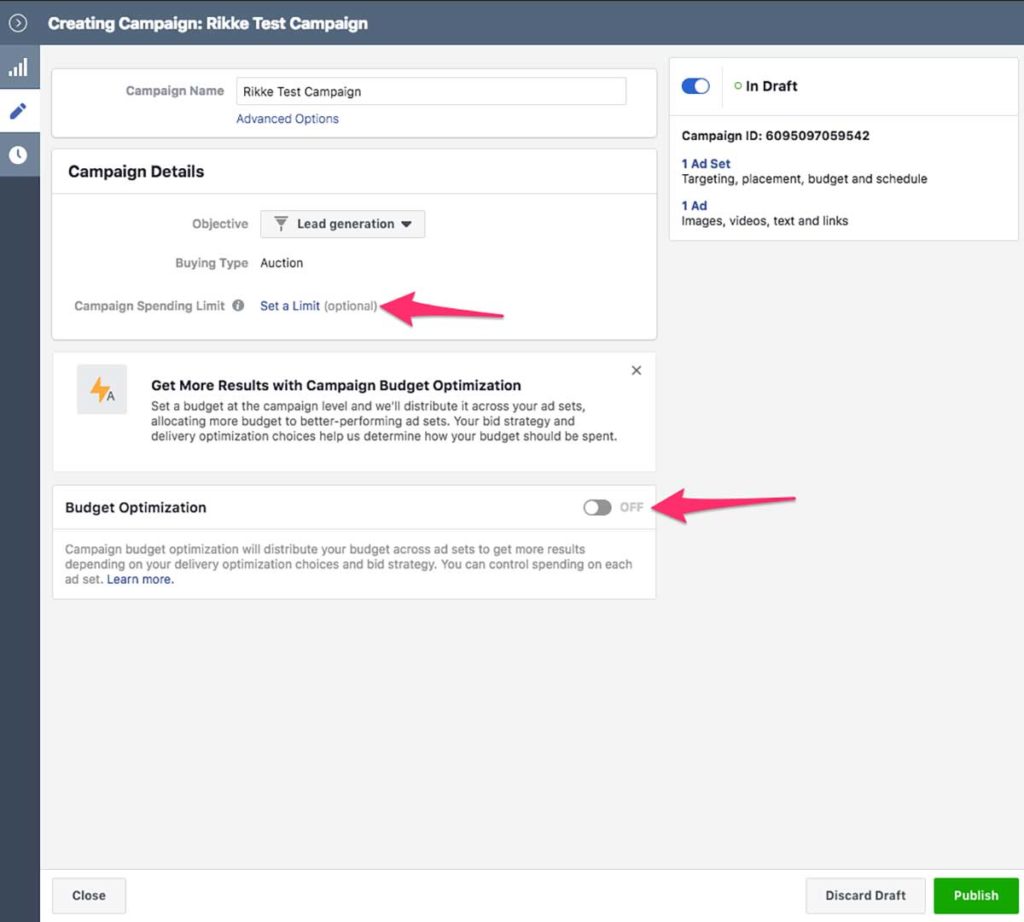 Creating Campaign: Rikke Test Campaign
Campaign Name Rikke Test Campaign
Advanced Options
Campaign Details
Objective Lead generation
Buying Type Auction
Campaign Spending Limit Set a Limit (optional)
A
Get More Results with Campaign Budget Optimization
Set a budget at the campaign level and we'll distribute it across your ad sets,
allocating more budget to better-performing ad sets. Your bid strategy and
delivery optimization choices help us determine how your budget should be spent.
Budget Optimization OFF
Campaign budget optimization will distribute your budget across ad sets to get more results
depending on your delivery optimization choices and bid strategy. You can control spending on each
ad set. Learn more.
In Draft
Campaign ID: 6095097059542
1 Ad Set
Targeting, placement, budget and schedule
1 Ad
Images, videos, text and links
Close Discard Draft Publish